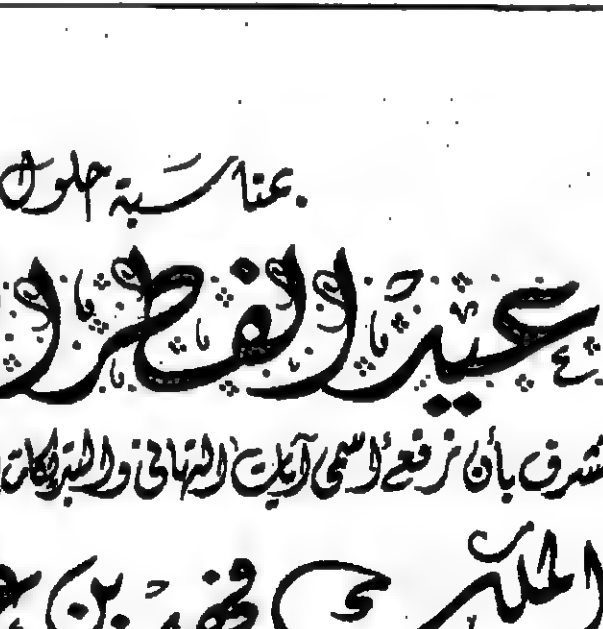 بمناسبة حلول
عيد الفطر ا
نتشرف بأن نرفع أسمى آيات التهاني والتبريكات
الملك فهد بن